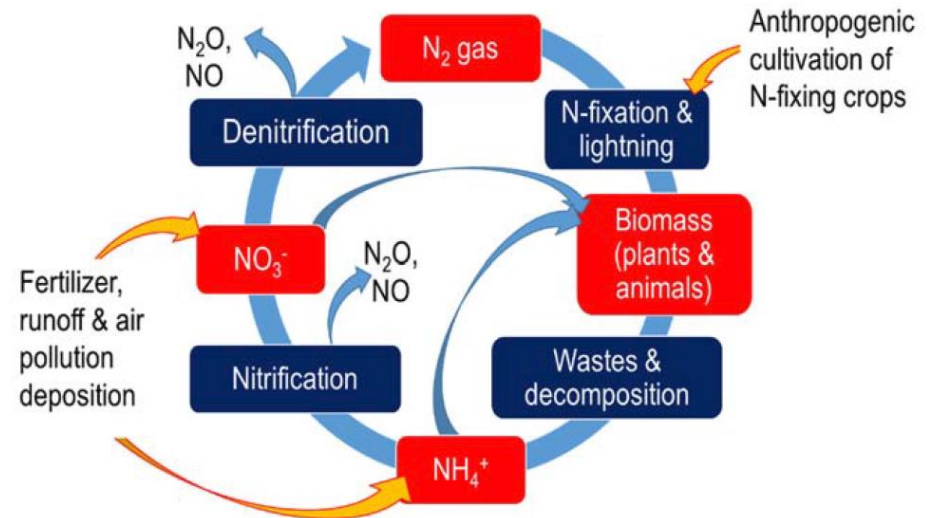 N₂O,
NO
N₂ gas
Anthropogenic
cultivation of
N-fixing crops
Denitrification
N-fixation &
lightning
NO₃⁻
N₂O,
NO
Biomass
(plants &
animals)
Fertilizer,
runoff & air
pollution
deposition
Nitrification
Wastes &
decomposition
NH₄⁺